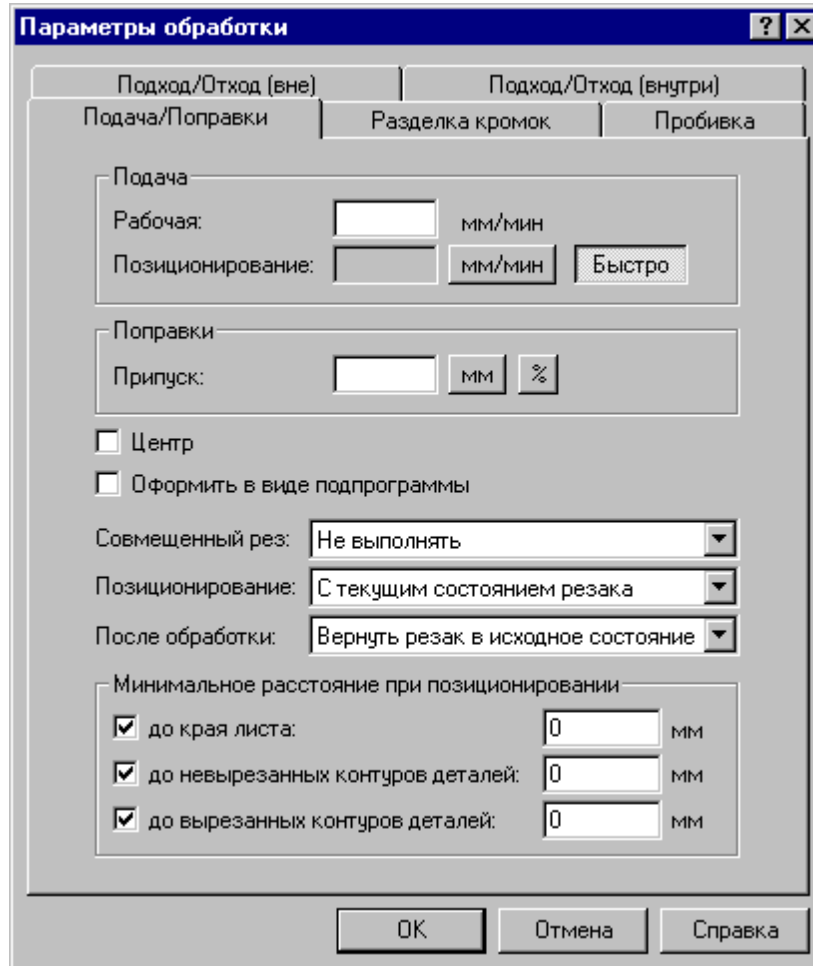 Параметры обработки
Подход/Отход (вне) Подход/Отход (внутри)
Подача/Поправки Разделка кромок Пробивка
Подача
Рабочая: мм/мин
Позиционирование: мм/мин Быстро
Поправки
Припуск: мм %
Центр
Оформить в виде подпрограммы
Совмещенный рез: Не выполнять
Позиционирование: С текущим состоянием резака
После обработки: Вернуть резак в исходное состояние
Минимальное расстояние при позиционировании
до края листа: 0 мм
до невырезанных контуров деталей: 0 мм
до вырезанных контуров деталей: 0 мм
OK Отмена Справка